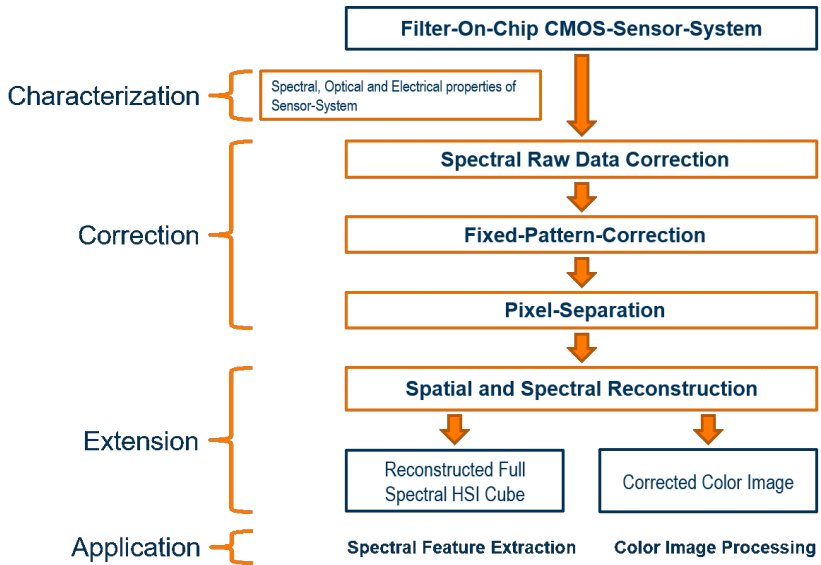 Filter-On-Chip CMOS-Sensor-System
Characterization
Spectral, Optical and Electrical properties of
Sensor-System
Spectral Raw Data Correction
Correction
Fixed-Pattern-Correction
Pixel-Separation
Spatial and Spectral Reconstruction
Extension
Reconstructed Full
Spectral HSI Cube
Corrected Color Image
Application
Spectral Feature Extraction
Color Image Processing